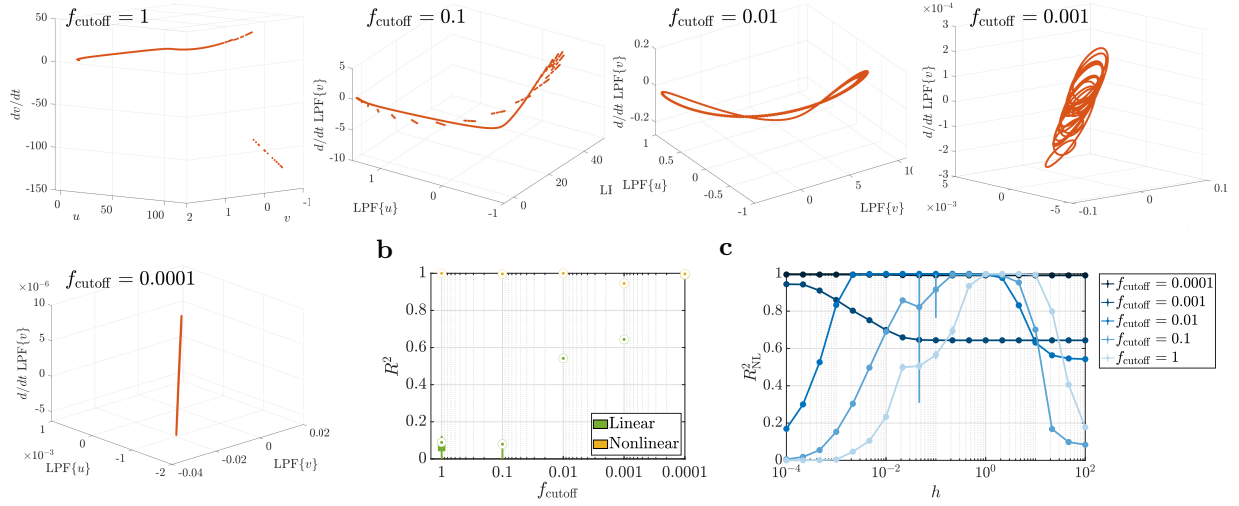 f_cutoff = 1
50
0
-50
-100
-150
dv/dt
0
50
100
u
2
1
0
-1
v
f_cutoff = 0.1
5
0
-5
-10
d/dt LPF{v}
1
0
-1
LPF{u}
0
20
40
LI
f_cutoff = 0.01
0.2
0
-0.2
d/dt LPF{v}
1
0.5
0
-0.5
-1
LPF{u}
0
5
10
LPF{v}
×10⁻⁴
f_cutoff = 0.001
3
2
1
0
-1
-2
-3
d/dt LPF{v}
5
0
-5
×10⁻³
-0.1
0
0.1
×10⁻⁶
f_cutoff = 0.0001
10
5
0
-5
d/dt LPF{v}
1
0
-1
-2
×10⁻³
LPF{u}
-0.04
-0.02
0
0.02
LPF{v}
b
1
0.8
0.6
0.4
0.2
0
R²
Linear
Nonlinear
1
0.1
0.01
0.001
0.0001
f_cutoff
c
1
0.8
0.6
0.4
0.2
0
R²_NL
10⁻⁴
10⁻²
10⁰
10²
h
f_cutoff = 0.0001
f_cutoff = 0.001
f_cutoff = 0.01
f_cutoff = 0.1
f_cutoff = 1